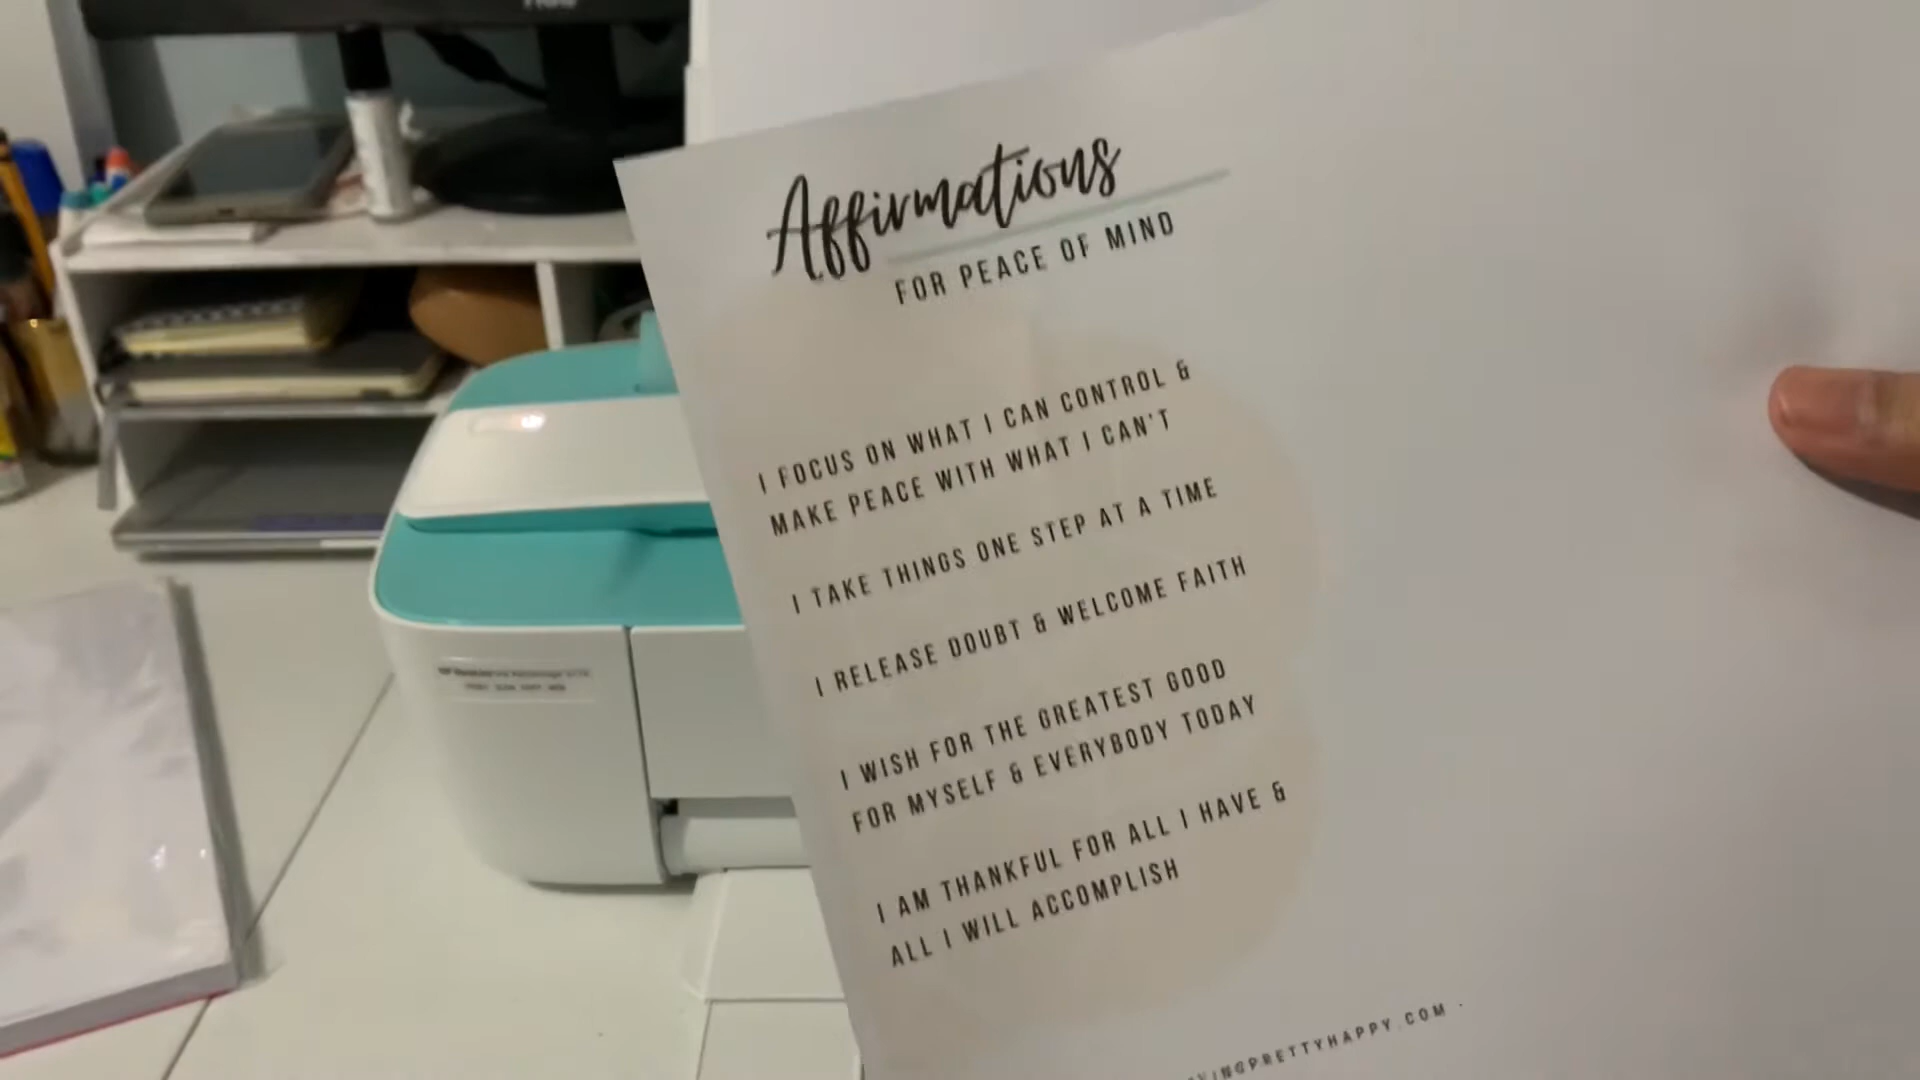 Affirmations
FOR PEACE OF MIND
I FOCUS ON WHAT I CAN CONTROL &
MAKE PEACE WITH WHAT I CAN'T
I TAKE THINGS ONE STEP AT A TIME
I RELEASE DOUBT & WELCOME FAITH
I WISH FOR THE GREATEST GOOD
FOR MYSELF & EVERYBODY TODAY
I AM THANKFUL FOR ALL I HAVE &
ALL I WILL ACCOMPLISH
VINGPRETTYHAPPY.COM